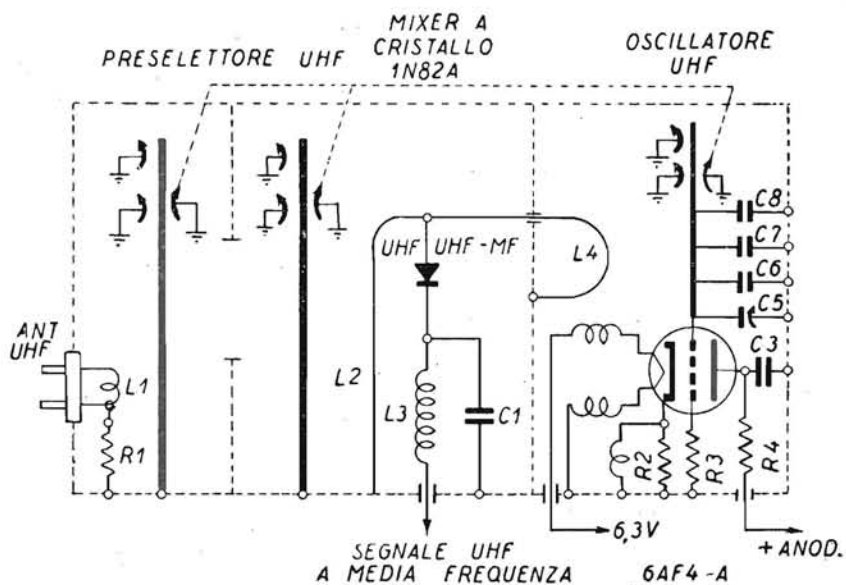 PRESELETTORE UHF
MIXER A
CRISTALLO
1N82A
OSCILLATORE
UHF
C8
C7
C6
C5
C3
UHF
UHF-MF
L4
ANT
UHF
L1
R1
L2
L3
C1
R2
R3
R4
6,3V
+ ANOD.
SEGNALE UHF
A MEDIA FREQUENZA
6AF4-A